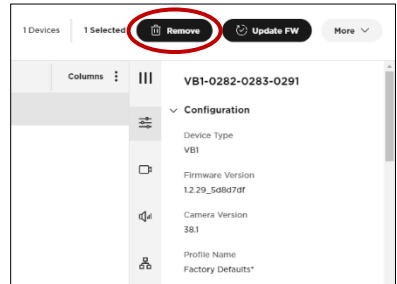 1 Devices 1 Selected Remove Update FW More
Columns
VB1-0282-0283-0291
Configuration
Device Type
VB1
Firmware Version
1.2.29_5d8d7df
Camera Version
38.1
Profile Name
Factory Defaults*